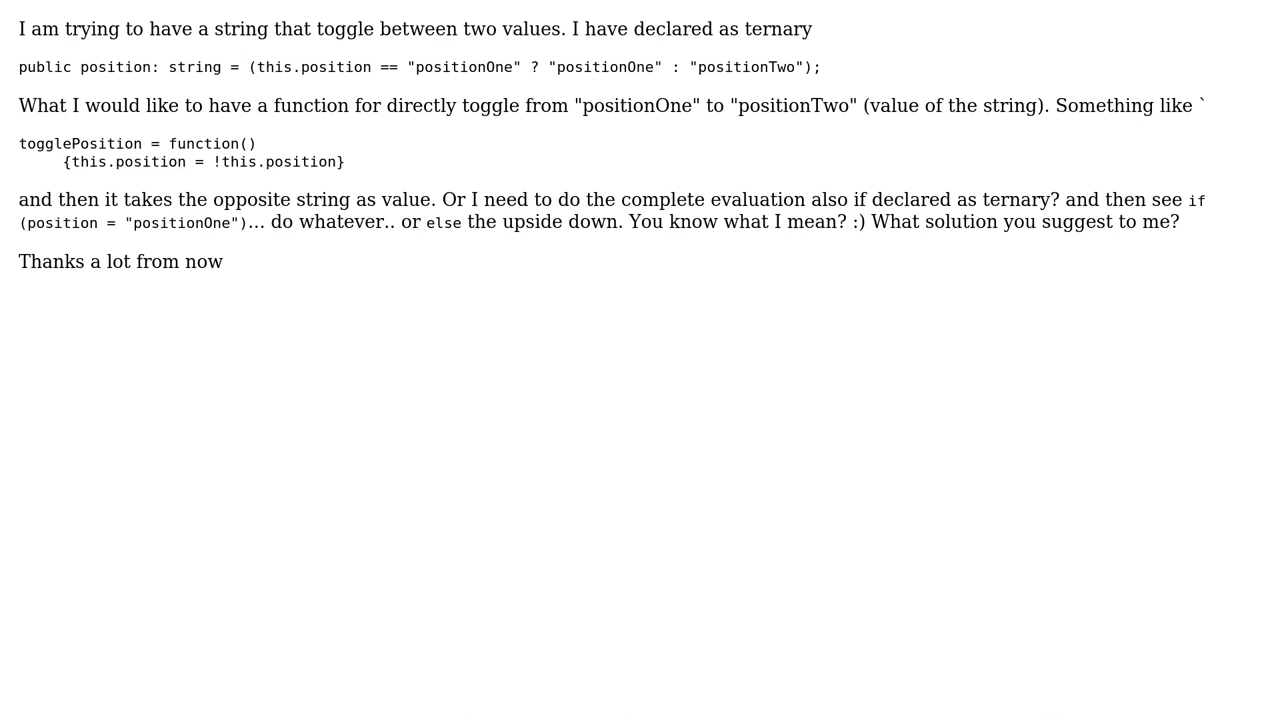 I am trying to have a string that toggle between two values. I have declared as ternary
public position: string = (this.position == "positionOne" ? "positionOne" : "positionTwo");
What I would like to have a function for directly toggle from "positionOne" to "positionTwo" (value of the string). Something like `
togglePosition = function()
     {this.position = !this.position}
and then it takes the opposite string as value. Or I need to do the complete evaluation also if declared as ternary? and then see if
(position = "positionOne")... do whatever.. or else the upside down. You know what I mean? :) What solution you suggest to me?
Thanks a lot from now